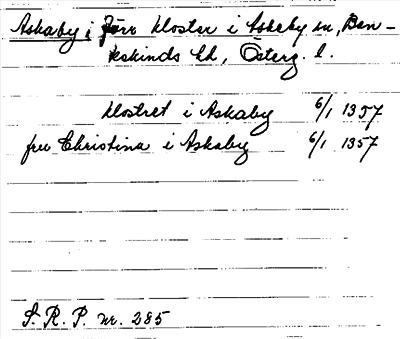 Askaby i förr kloster i Askeby sn, Ban-
kekinds hd, Österg. l.
klostret i Askaby 6/1 1357
fru Christina i Askaby 6/1 1357
S. R. P. nr. 285